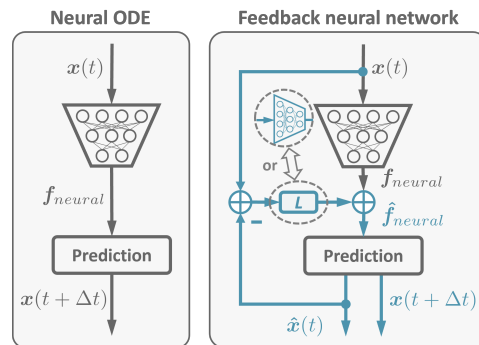 Neural ODE
x(t)
f_neural
Prediction
x(t + Δt)
Feedback neural network
x(t)
or
f_neural
L
f̂_neural
–
Prediction
x(t + Δt)
x̂(t)